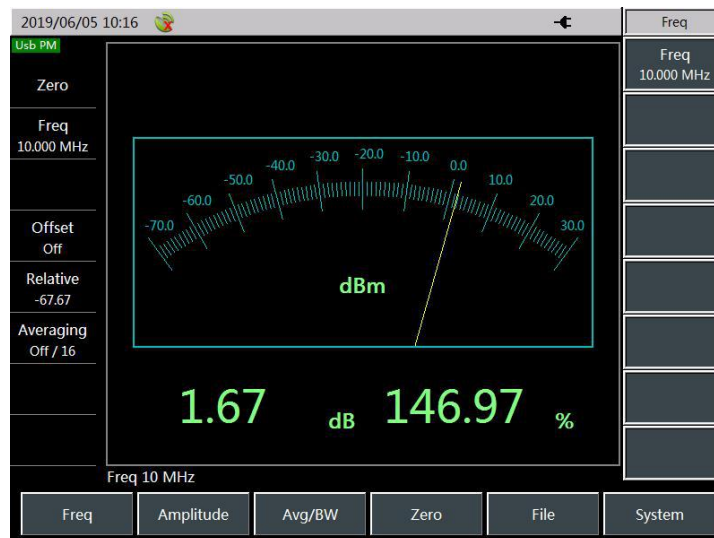 2019/06/05 10:16
Freq
Usb PM
Freq
10.000 MHz
Zero
Freq
10.000 MHz
Offset
Off
Relative
-67.67
Averaging
Off / 16
-70.0 -60.0 -50.0 -40.0 -30.0 -20.0 -10.0 0.0 10.0 20.0 30.0
dBm
1.67 dB 146.97 %
Freq 10 MHz
Freq Amplitude Avg/BW Zero File System